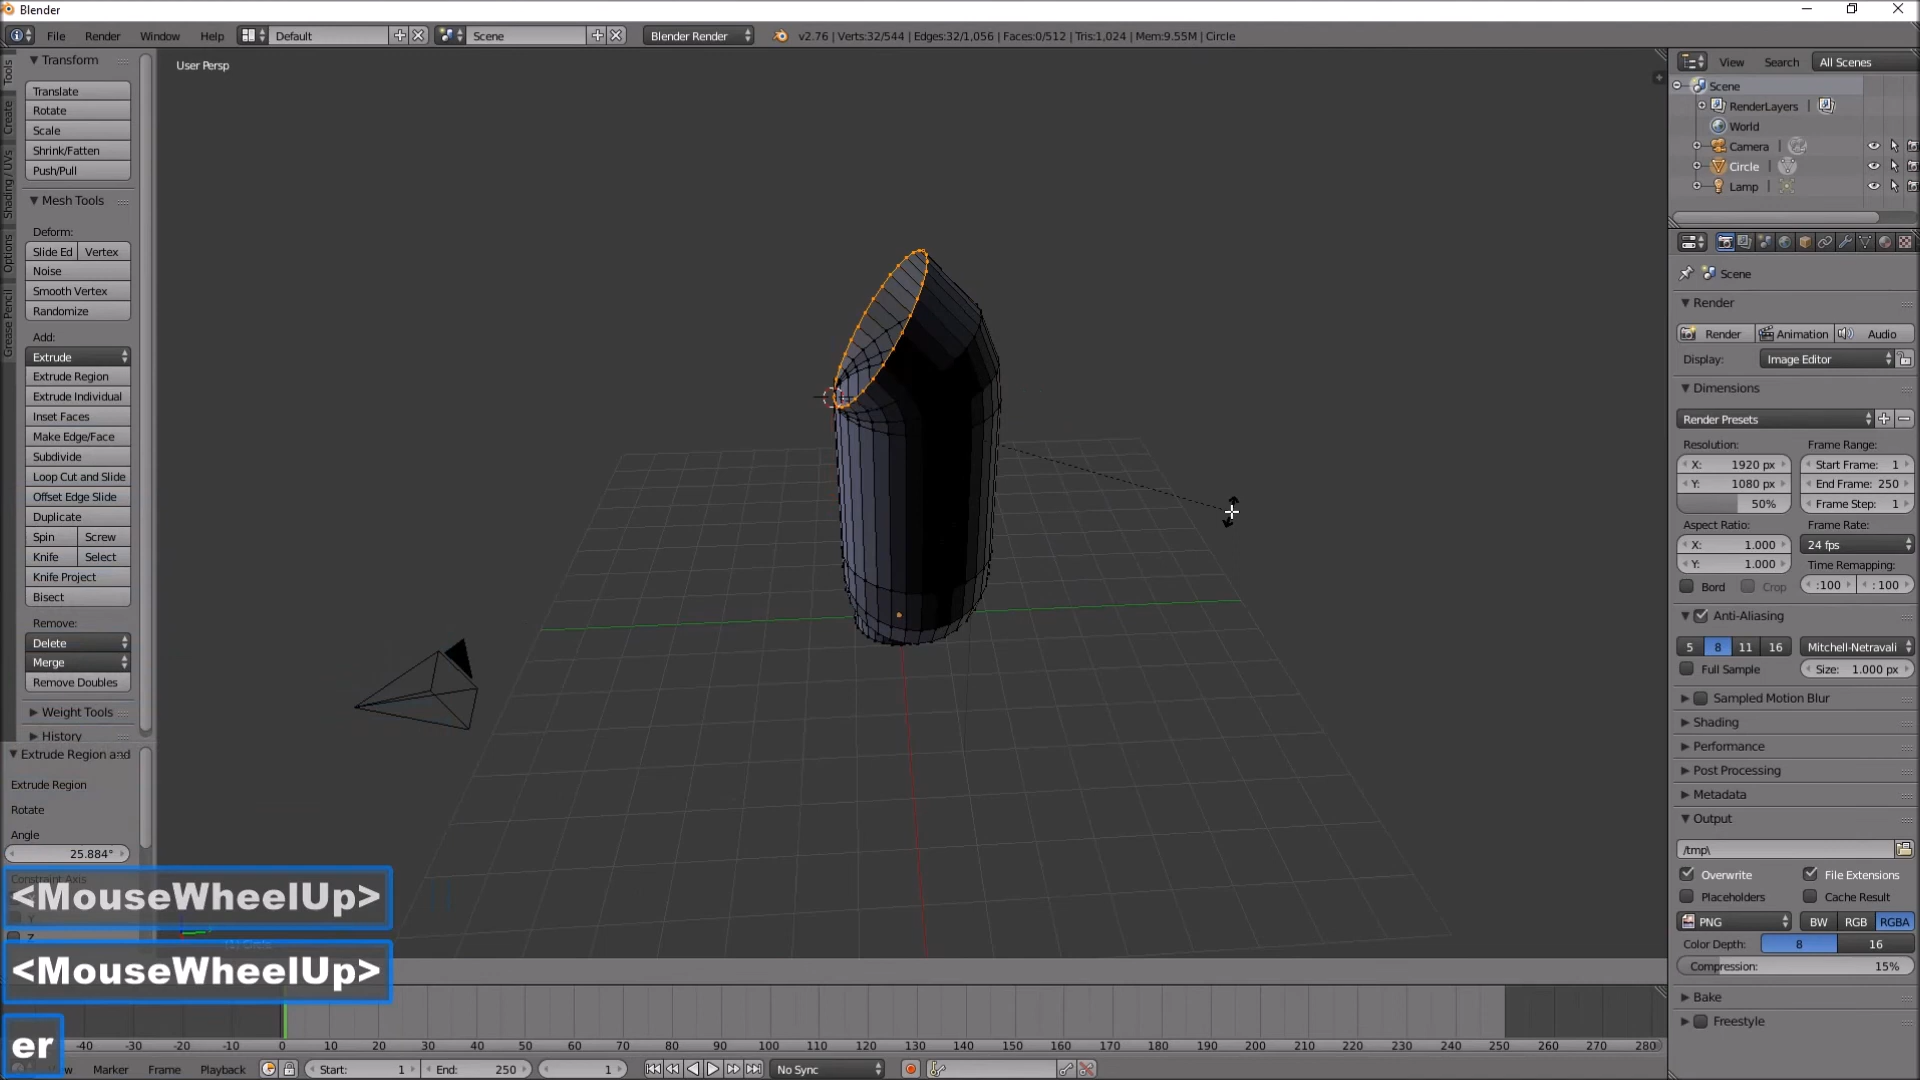 Blender
File Render Window Help Default Scene Blender Render v2.76 | Verts:32/544 | Edges:32/1,056 | Faces:0/512 | Tris:1,024 | Mem:9.55M | Circle
User Persp
Tools
Create
Shading / UVs
Options
Grease Pencil
Transform
Translate
Rotate
Scale
Shrink/Fatten
Push/Pull
Mesh Tools
Deform:
Slide Ed Vertex
Noise
Smooth Vertex
Randomize
Add:
Extrude
Extrude Region
Extrude Individual
Inset Faces
Make Edge/Face
Subdivide
Loop Cut and Slide
Offset Edge Slide
Duplicate
Spin Screw
Knife Select
Knife Project
Bisect
Remove:
Delete
Merge
Remove Doubles
Weight Tools
History
Extrude Region and
Extrude Region
Rotate
Angle
25.884°
Constraint Axis
Y
Z
<MouseWheelUp>
<MouseWheelUp>
er
(1) Circle
View Search All Scenes
Scene
RenderLayers
World
Camera
Circle
Lamp
Scene
Render
Render Animation Audio
Display: Image Editor
Dimensions
Render Presets
Resolution: Frame Range:
X: 1920 px Start Frame: 1
Y: 1080 px End Frame: 250
50% Frame Step: 1
Aspect Ratio: Frame Rate:
X: 1.000 24 fps
Y: 1.000 Time Remapping:
Bord Crop :100 : 100
Anti-Aliasing
5 8 11 16 Mitchell-Netravali
Full Sample Size: 1.000 px
Sampled Motion Blur
Shading
Performance
Post Processing
Metadata
Output
/tmp\
Overwrite File Extensions
Placeholders Cache Result
PNG BW RGB RGBA
Color Depth: 8 16
Compression: 15%
Bake
Freestyle
-40 -30 -20 -10 0 10 20 30 40 50 60 70 80 90 100 110 120 130 140 150 160 170 180 190 200 210 220 230 240 250 260 270 280
Marker Frame Playback Start: 1 End: 250 1 No Sync